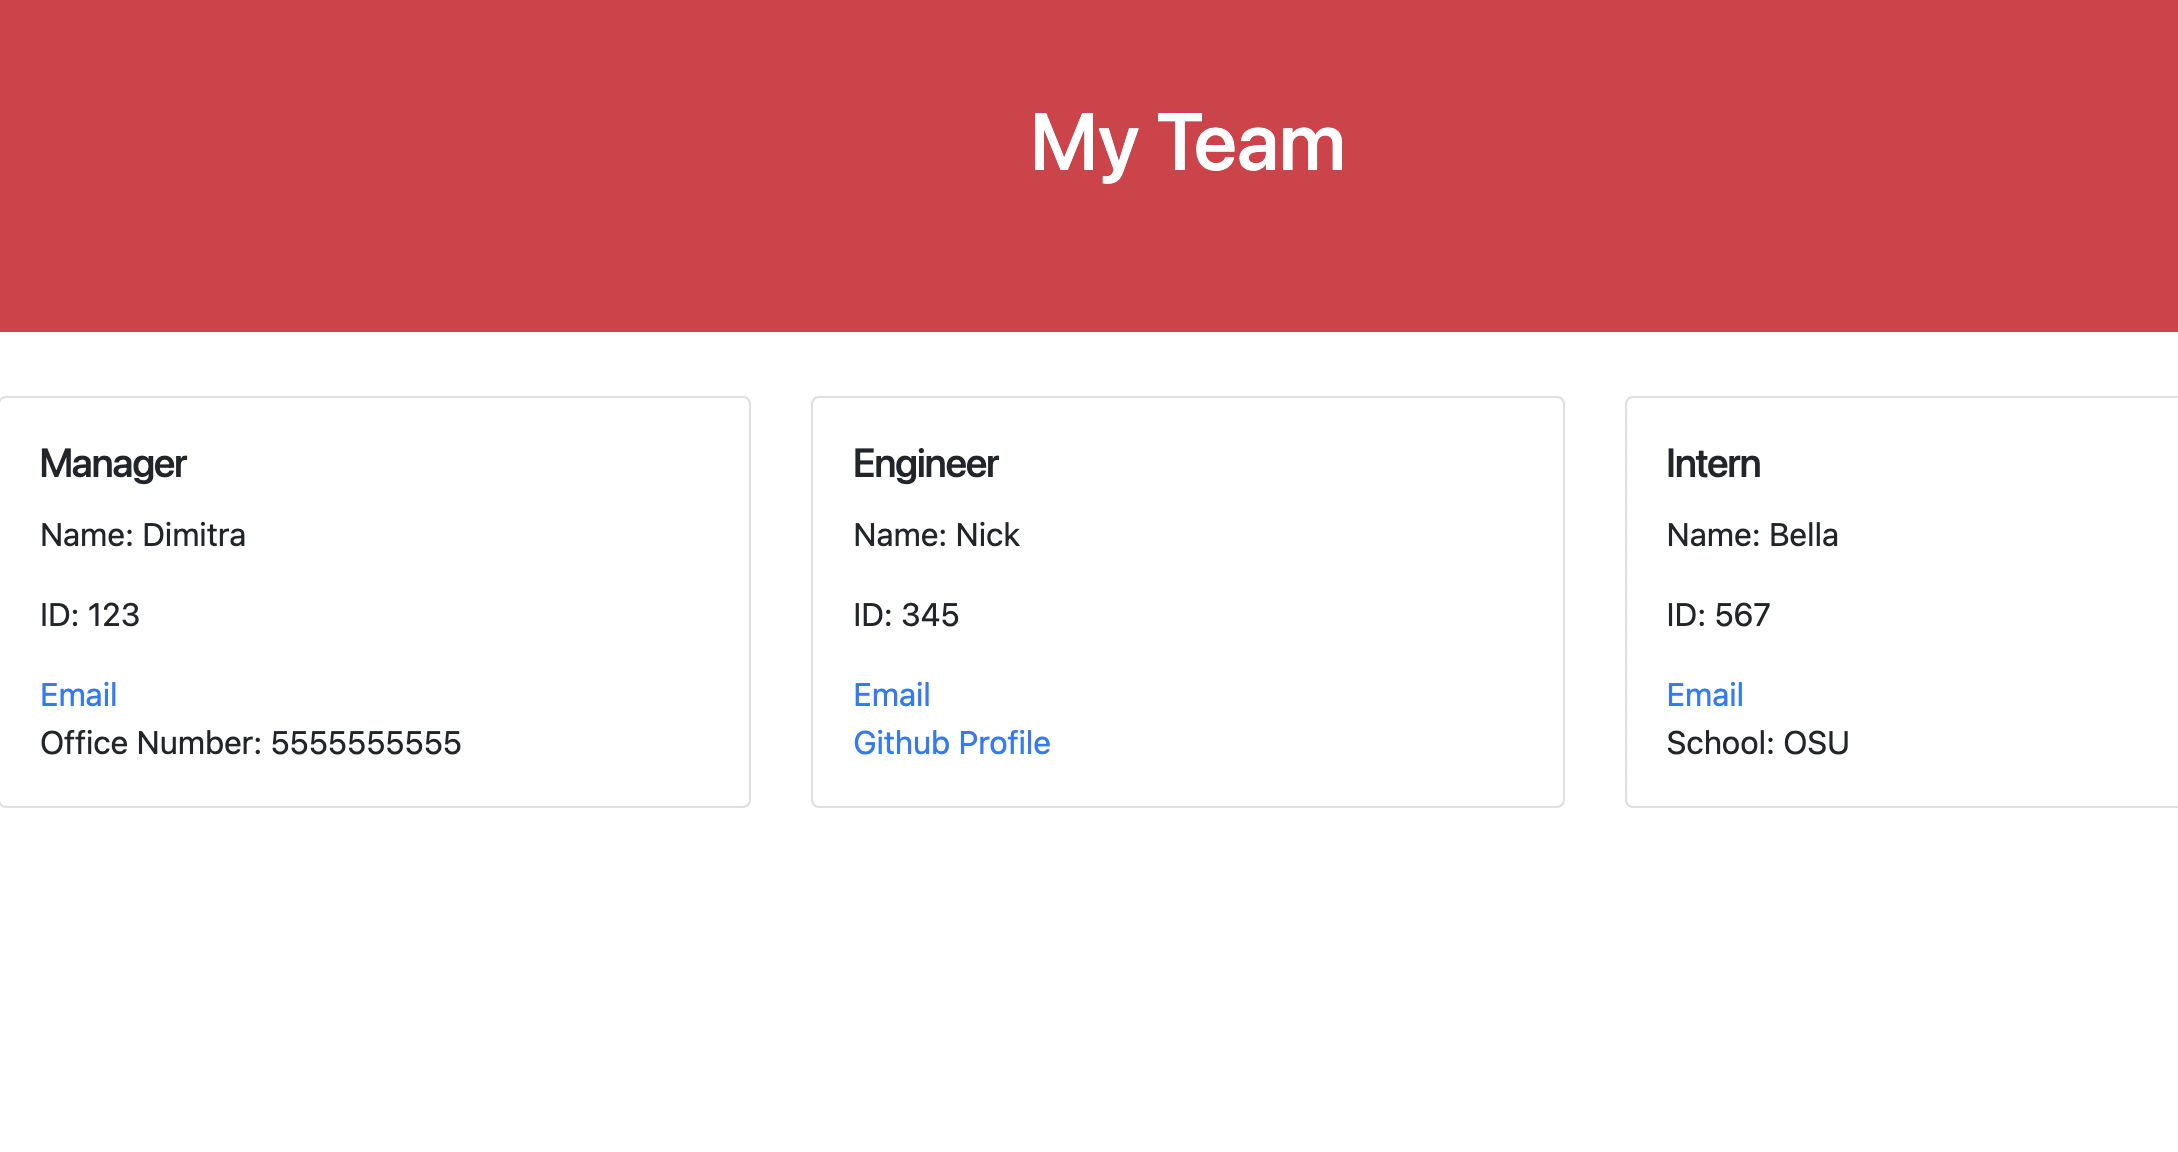 My Team
Manager
Name: Dimitra
ID: 123
Email
Office Number: 5555555555
Engineer
Name: Nick
ID: 345
Email
Github Profile
Intern
Name: Bella
ID: 567
Email
School: OSU